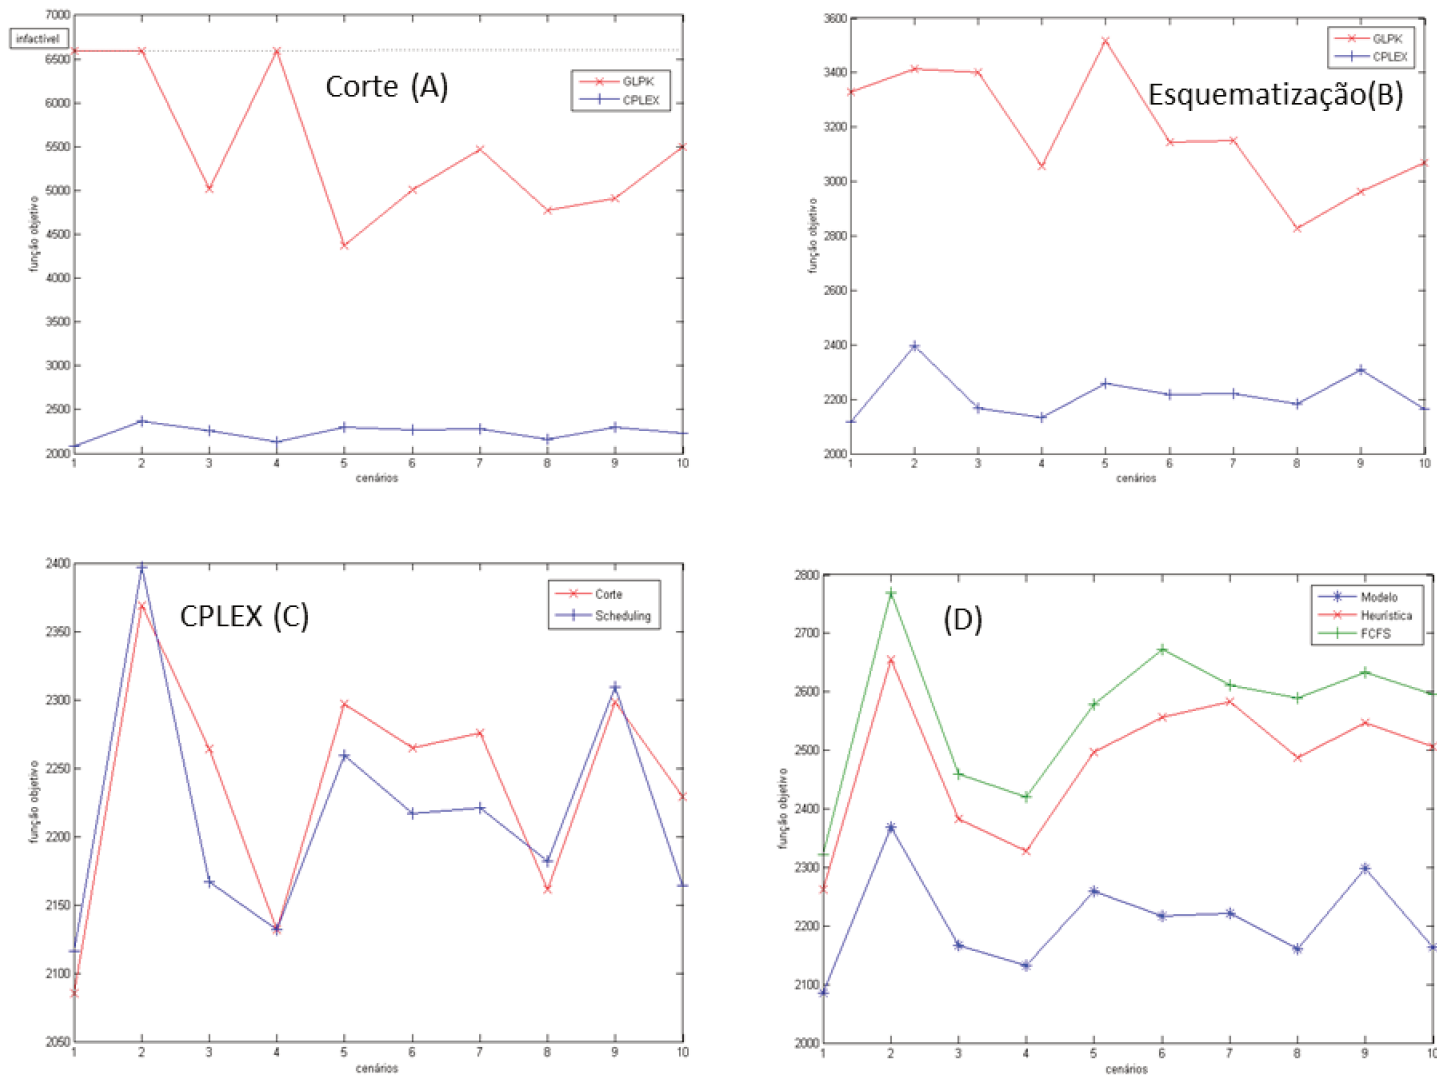 7000
infactível
6500
6000
5500
5000
4500
4000
3500
3000
2500
2000
função objetivo
Corte (A)
GLPK
CPLEX
1 2 3 4 5 6 7 8 9 10
cenários
3600
3400
3200
3000
2800
2600
2400
2200
2000
função objetivo
GLPK
CPLEX
Esquematização(B)
1 2 3 4 5 6 7 8 9 10
cenários
2400
2350
2300
2250
2200
2150
2100
2050
função objetivo
CPLEX (C)
Corte
Scheduling
1 2 3 4 5 6 7 8 9 10
cenários
2800
2700
2600
2500
2400
2300
2200
2100
2000
função objetivo
(D)
Modelo
Heurística
FCFS
1 2 3 4 5 6 7 8 9 10
cenários